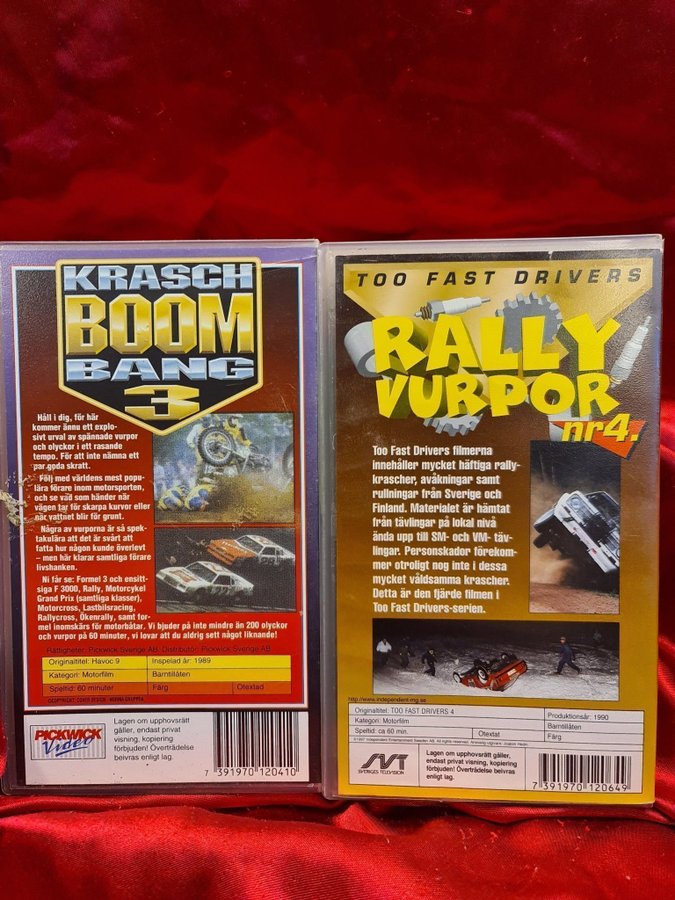 KRASCH
BOOM
BANG
3
Håll i dig, för här
kommer ännu ett explo-
sivt urval av spännade vurpor
och olyckor i ett rasande
tempo. För att inte nämna ett
par goda skratt.
Följ med världens mest popu-
lära förare inom motorsporten,
och se vad som händer när
vägen tar för skarpa kurvor eller
när vattnet blir för grunt.
Några av vurporna är så spek-
takulära att det är svårt att
fatta hur någon kunde överlevt
- men här klarar samtliga förare
livshanken.
Ni får se: Formel 3 och ensitt-
siga F 3000, Rally, Motorcykel
Grand Prix (samtliga klasser),
Motorcross, Lastbilsracing,
Rallycross, Ökenrally, samt for-
mel inomskärs för motorbåtar. Vi bjuder på inte mindre än 200 olyckor
och vurpor på 60 minuter, vi lovar att du aldrig sett något liknande!
Rättigheter: Pickwick Sverige AB. Distributör: Pickwick Sverige AB
Originaltitel: Havoc 9
Inspelad år: 1989
Kategori: Motorfilm
Barntillåten
Speltid: 60 minuter
Färg
Otextad
PICKWICK
Video
Lagen om upphovsrätt
gäller, endast privat
visning, kopiering
förbjuden! Överträdelse
beivras enligt lag.
7 391970 120410
TOO FAST DRIVERS
RALLY
VURPOR
nr4.
Too Fast Drivers filmerna
innehåller mycket häftiga rally-
krascher, avåkningar samt
rullningar från Sverige och
Finland. Materialet är hämtat
från tävlingar på lokal nivå
ända upp till SM- och VM- täv-
lingar. Personskador förekom-
mer otroligt nog inte i dessa
mycket våldsamma krascher.
Detta är den fjärde filmen i
Too Fast Drivers-serien.
http://www.independent-mg.se
Originaltitel: TOO FAST DRIVERS 4
Produktionsår: 1990
Kategori: Motorfilm
Barntillåten
Speltid: ca 60 min.
Otextat
Färg
SVT
SVERIGES TELEVISION
Lagen om upphovsrätt
gäller, endast privat
visning, kopiering
förbjuden! Överträdelse
beivras enligt lag.
7 391970 120649